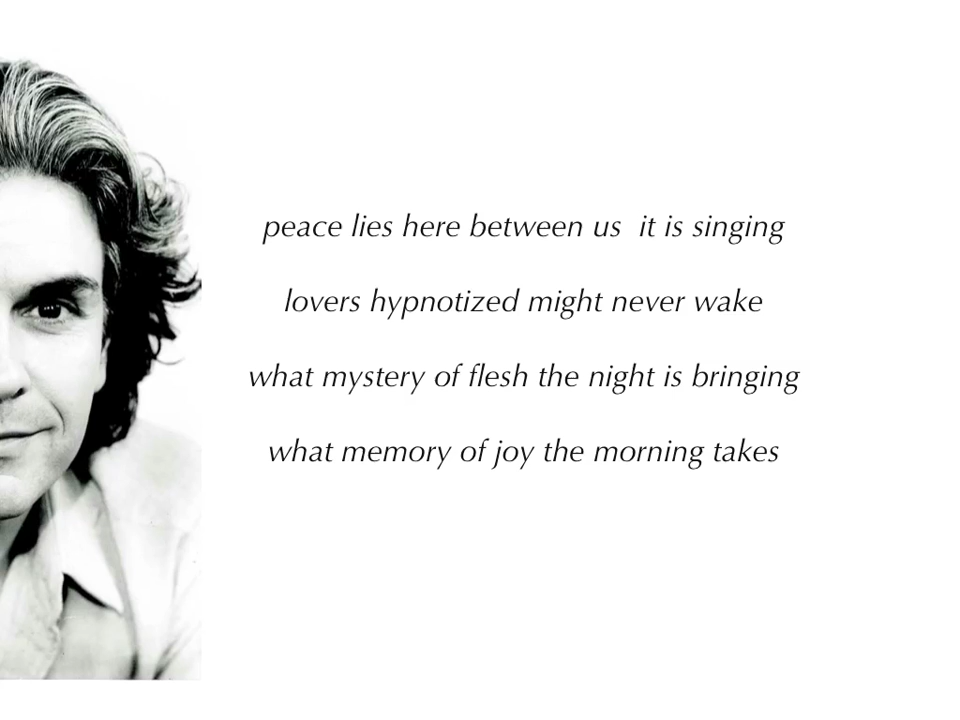 peace lies here between us  it is singing
lovers hypnotized might never wake
what mystery of flesh the night is bringing
what memory of joy the morning takes